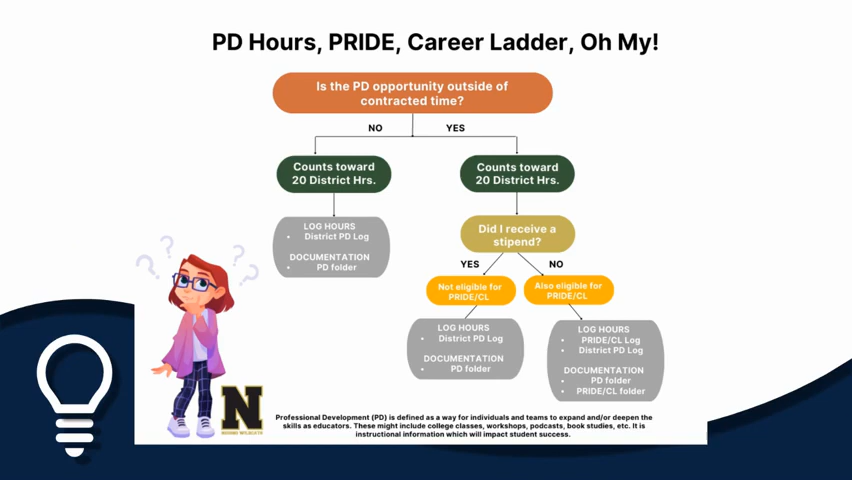 PD Hours, PRIDE, Career Ladder, Oh My!
Is the PD opportunity outside of
contracted time?
NO
YES
Counts toward
20 District Hrs.
Counts toward
20 District Hrs.
LOG HOURS
• District PD Log
DOCUMENTATION
• PD folder
Did I receive a
stipend?
YES
NO
Not eligible for
PRIDE/CL
Also eligible for
PRIDE/CL
LOG HOURS
• District PD Log
DOCUMENTATION
• PD folder
LOG HOURS
• PRIDE/CL Log
• District PD Log
DOCUMENTATION
• PD folder
• PRIDE/CL folder
? ? ? ?
N
Professional Development (PD) is defined as a way for individuals and teams to expand and/or deepen the
skills as educators. These might include college classes, workshops, podcasts, book studies, etc. It is
instructional information which will impact student success.